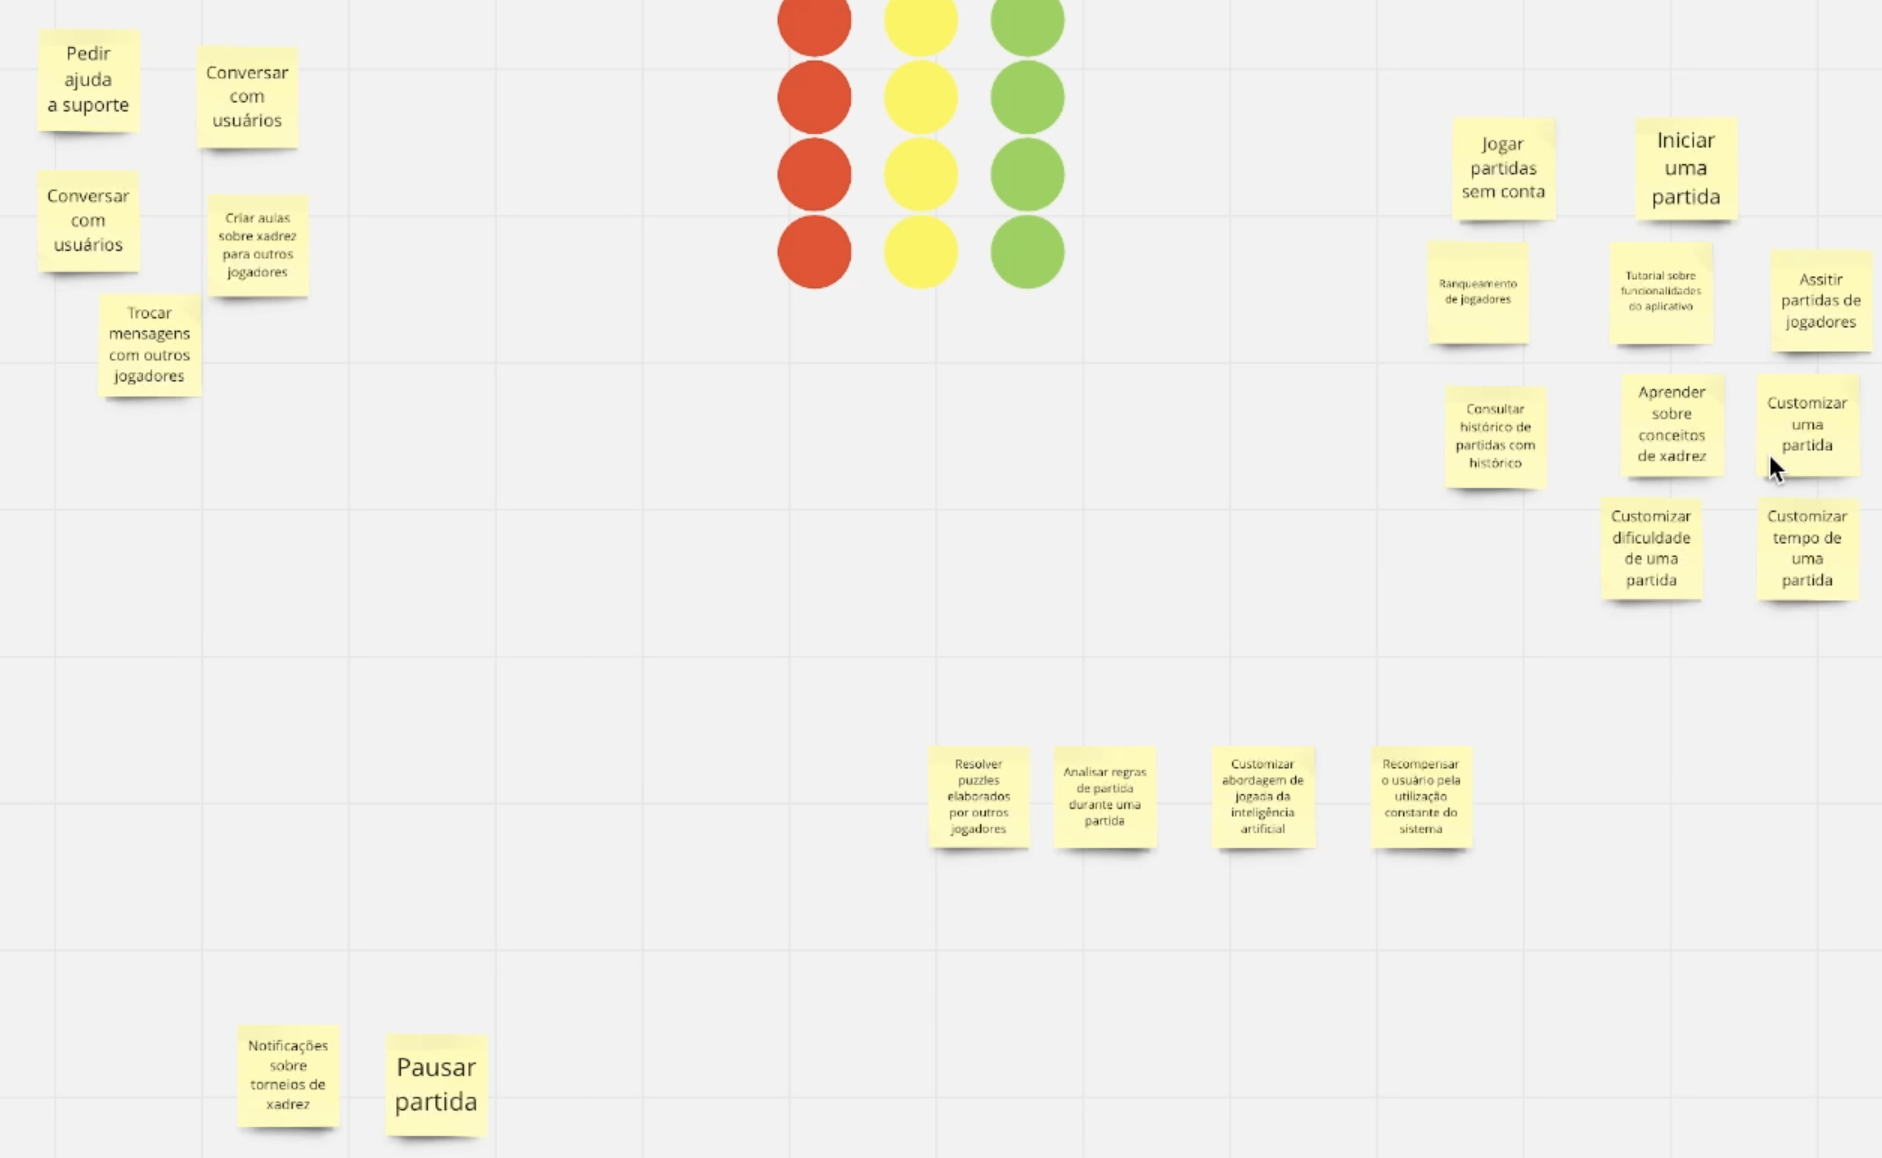 Pedir
ajuda
a suporte
Conversar
com
usuários
Conversar
com
usuários
Criar aulas
sobre xadrez
para outros
jogadores
Trocar
mensagens
com outros
jogadores
Jogar
partidas
sem conta
Iniciar
uma
partida
Ranqueamento
de jogadores
Tutorial sobre
funcionalidades
do aplicativo
Assitir
partidas de
jogadores
Consultar
histórico de
partidas com
histórico
Aprender
sobre
conceitos
de xadrez
Customizar
uma
partida
Customizar
dificuldade
de uma
partida
Customizar
tempo de
uma
partida
Resolver
puzzles
elaborados
por outros
jogadores
Analisar regras
de partida
durante uma
partida
Customizar
abordagem de
jogada da
inteligência
artificial
Recompensar
o usuário pela
utilização
constante do
sistema
Notificações
sobre
torneios de
xadrez
Pausar
partida